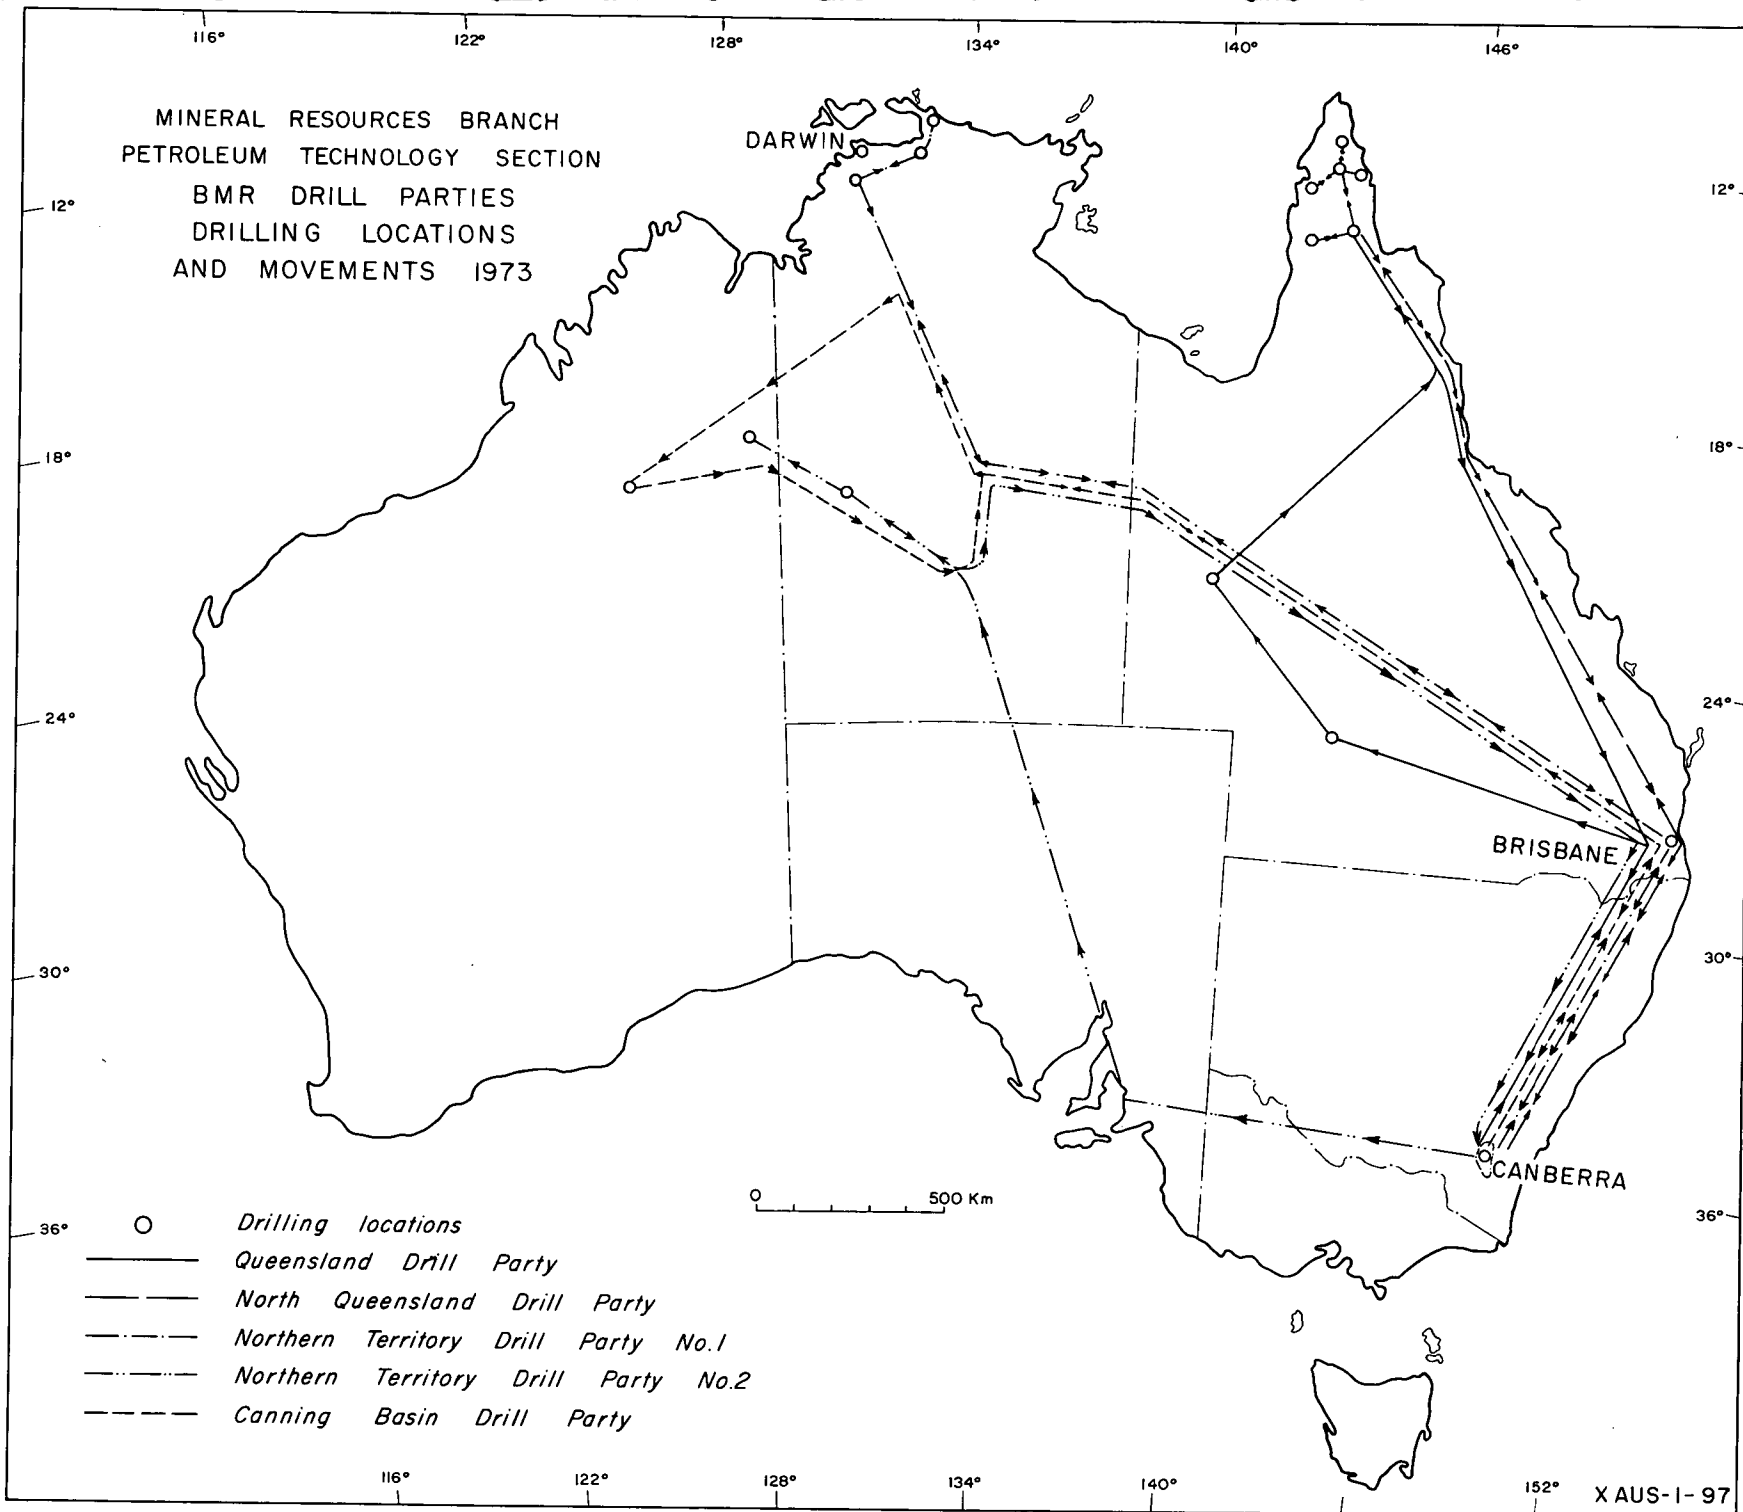 116° 122° 128° 134° 140° 146°
MINERAL RESOURCES BRANCH
PETROLEUM TECHNOLOGY SECTION
BMR DRILL PARTIES
DRILLING LOCATIONS
AND MOVEMENTS 1973
DARWIN
12° 12°
18° 18°
24° 24°
BRISBANE
30° 30°
CANBERRA
0 500 Km
36° 36°
Drilling locations
Queensland Drill Party
North Queensland Drill Party
Northern Territory Drill Party No.1
Northern Territory Drill Party No.2
Canning Basin Drill Party
116° 122° 128° 134° 140° 152°
X AUS-1-97